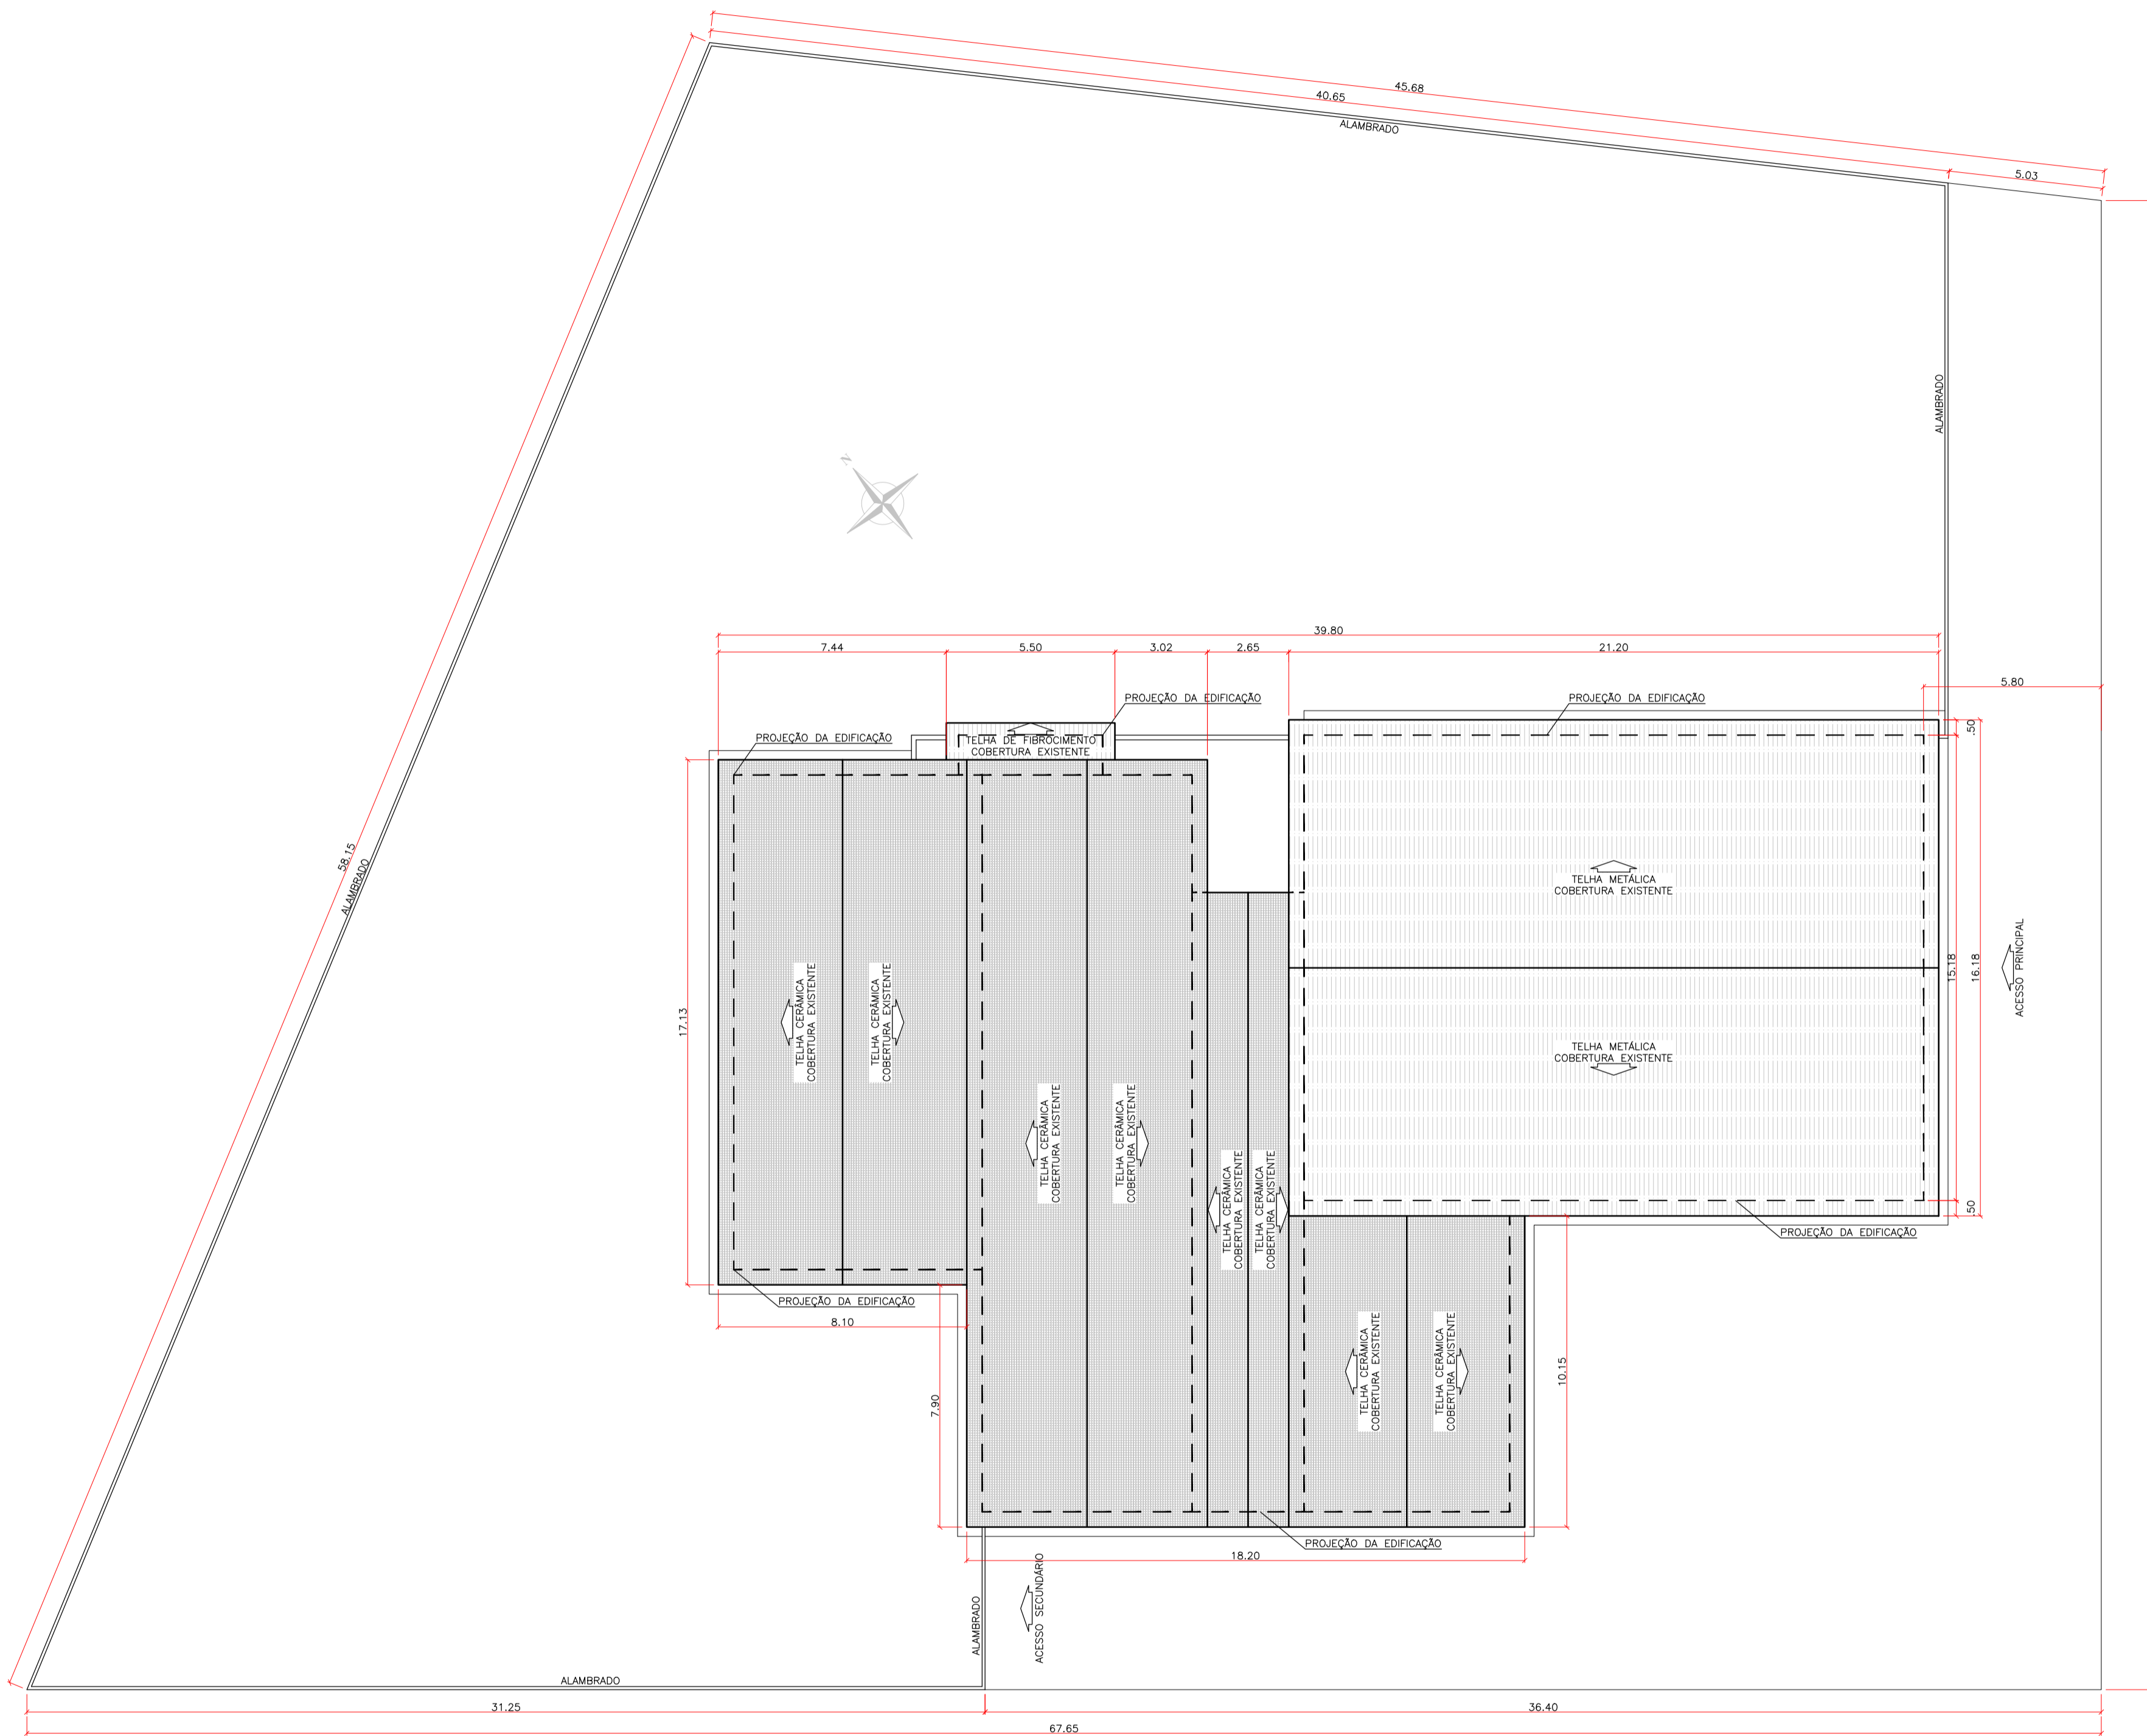 45.68
40.65
ALAMBRADO
5.03
ALAMBRADO
N
58.15
ALAMBRADO
39.80
7.44
5.50
3.02
2.65
21.20
5.80
PROJEÇÃO DA EDIFICAÇÃO
PROJEÇÃO DA EDIFICAÇÃO
PROJEÇÃO DA EDIFICAÇÃO
TELHA DE FIBROCIMENTO
COBERTURA EXISTENTE
.50
TELHA METÁLICA
COBERTURA EXISTENTE
15.18
16.18
ACESSO PRINCIPAL
17.13
TELHA CERÂMICA
COBERTURA EXISTENTE
TELHA CERÂMICA
COBERTURA EXISTENTE
TELHA METÁLICA
COBERTURA EXISTENTE
TELHA CERÂMICA
COBERTURA EXISTENTE
TELHA CERÂMICA
COBERTURA EXISTENTE
TELHA CERÂMICA
COBERTURA EXISTENTE
TELHA CERÂMICA
COBERTURA EXISTENTE
.50
PROJEÇÃO DA EDIFICAÇÃO
PROJEÇÃO DA EDIFICAÇÃO
8.10
TELHA CERÂMICA
COBERTURA EXISTENTE
TELHA CERÂMICA
COBERTURA EXISTENTE
10.15
7.90
PROJEÇÃO DA EDIFICAÇÃO
18.20
ALAMBRADO
ACESSO SECUNDÁRIO
ALAMBRADO
31.25
36.40
67.65